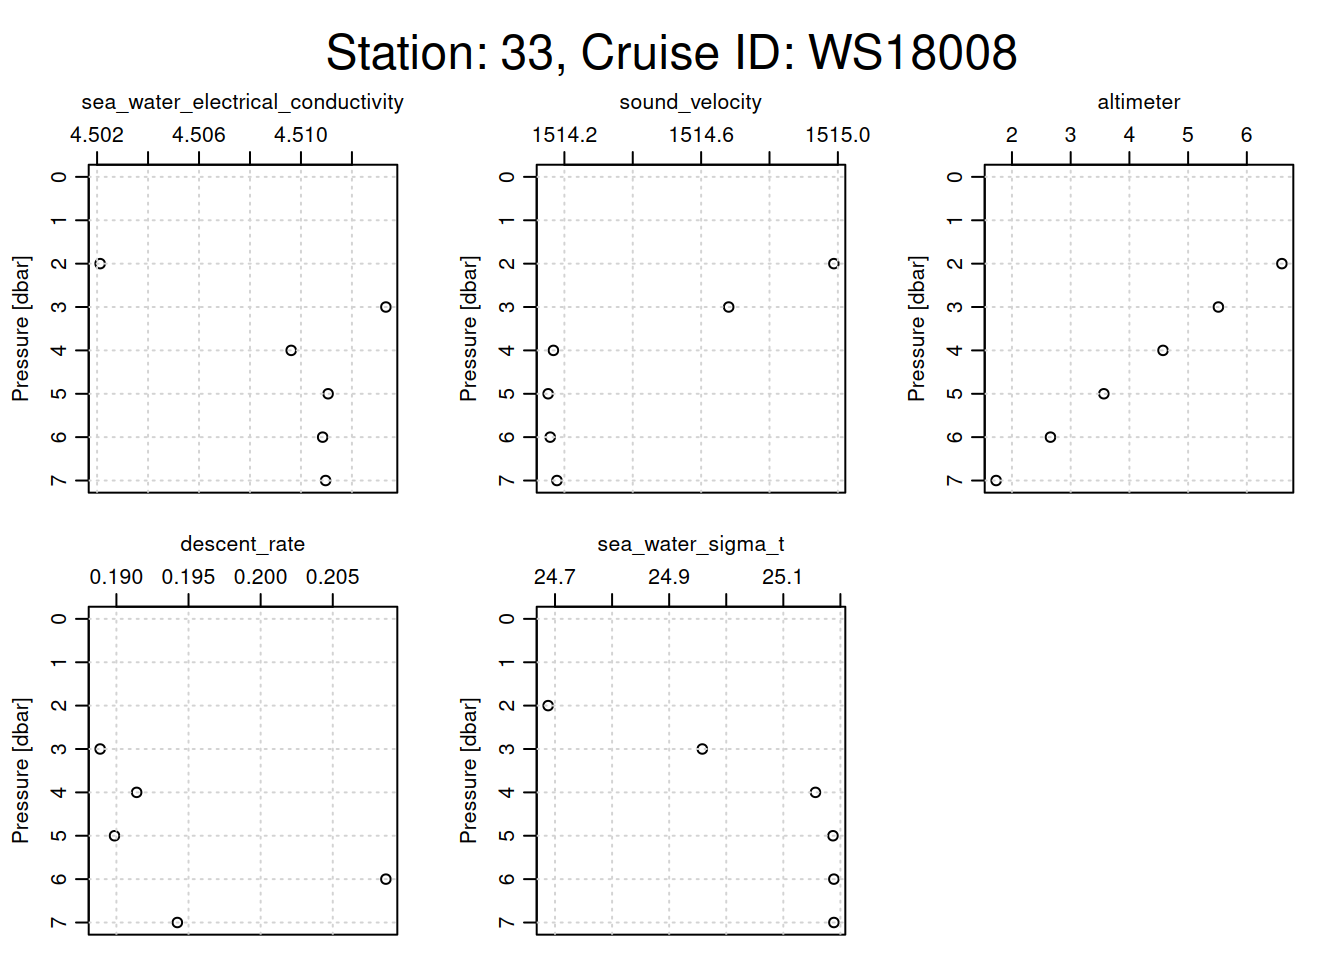 Station: 33, Cruise ID: WS18008
sea_water_electrical_conductivity
4.502 4.506 4.510
0 1 2 3 4 5 6 7
Pressure [dbar]
sound_velocity
1514.2 1514.6 1515.0
0 1 2 3 4 5 6 7
Pressure [dbar]
altimeter
2 3 4 5 6
0 1 2 3 4 5 6 7
Pressure [dbar]
descent_rate
0.190 0.195 0.200 0.205
0 1 2 3 4 5 6 7
Pressure [dbar]
sea_water_sigma_t
24.7 24.9 25.1
0 1 2 3 4 5 6 7
Pressure [dbar]